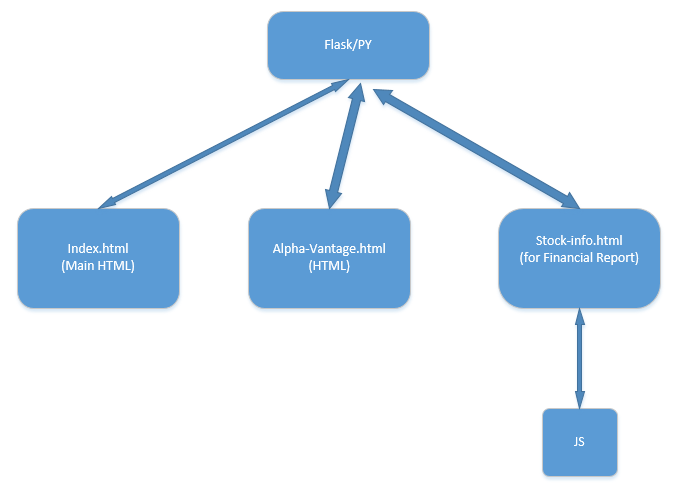 Flask/PY
Index.html
(Main HTML)
Alpha-Vantage.html
(HTML)
Stock-info.html
(for Financial Report)
JS